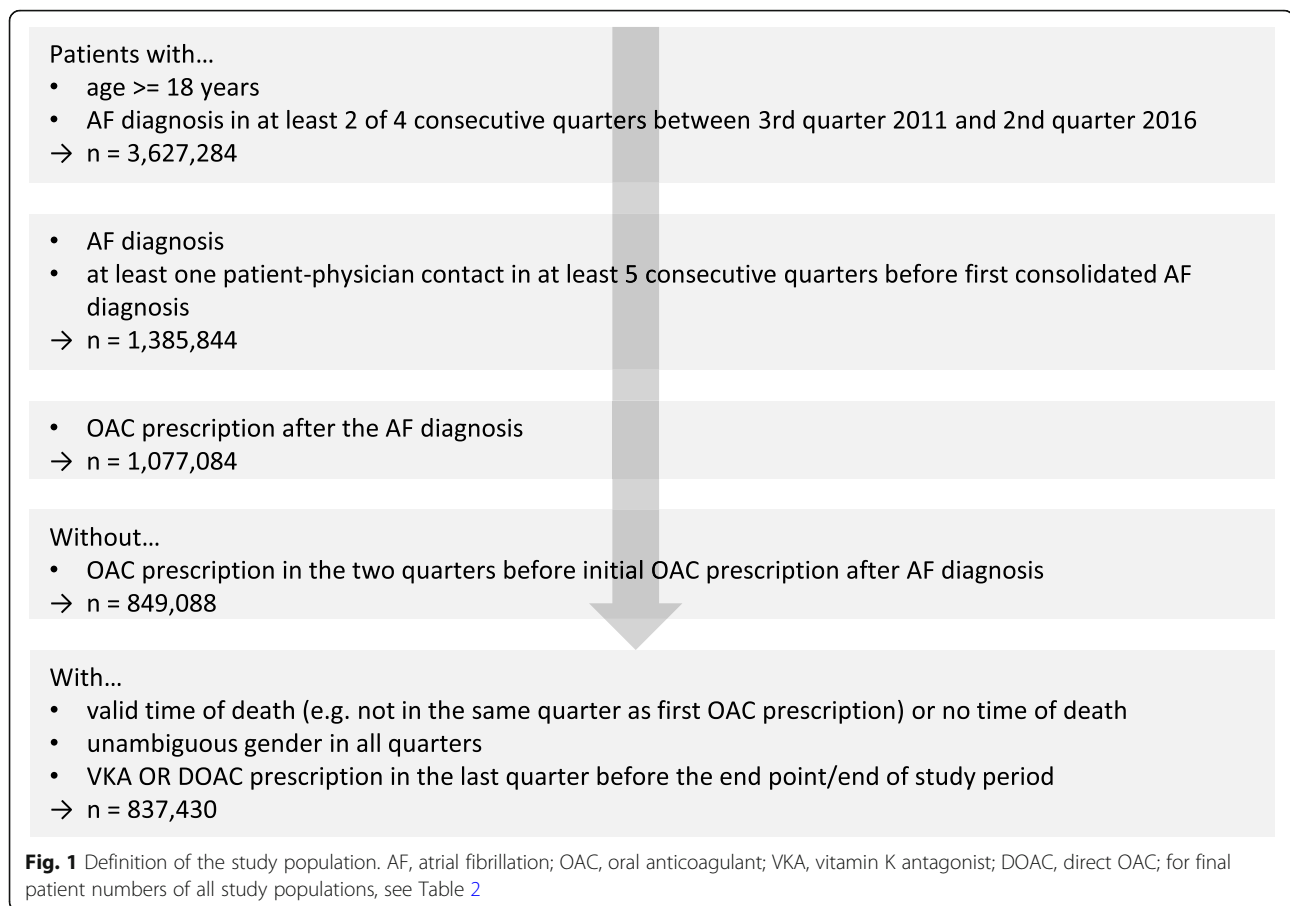 Patients with…
• age >= 18 years
• AF diagnosis in at least 2 of 4 consecutive quarters between 3rd quarter 2011 and 2nd quarter 2016
→ n = 3,627,284
• AF diagnosis
• at least one patient-physician contact in at least 5 consecutive quarters before first consolidated AF
diagnosis
→ n = 1,385,844
• OAC prescription after the AF diagnosis
→ n = 1,077,084
Without…
• OAC prescription in the two quarters before initial OAC prescription after AF diagnosis
→ n = 849,088
With…
• valid time of death (e.g. not in the same quarter as first OAC prescription) or no time of death
• unambiguous gender in all quarters
• VKA OR DOAC prescription in the last quarter before the end point/end of study period
→ n = 837,430
Fig. 1 Definition of the study population. AF, atrial fibrillation; OAC, oral anticoagulant; VKA, vitamin K antagonist; DOAC, direct OAC; for final
patient numbers of all study populations, see Table 2